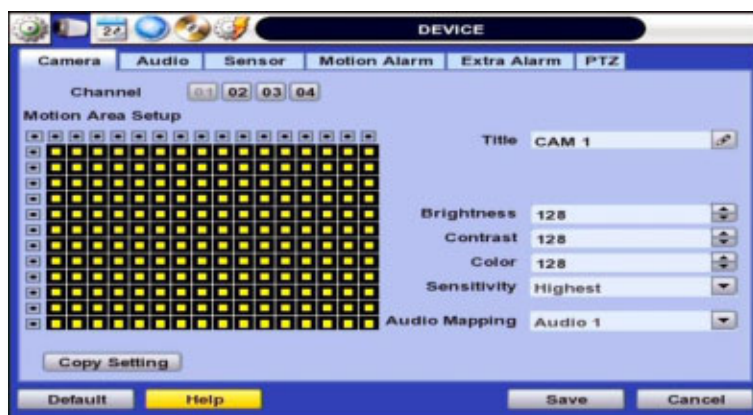 DEVICE
Camera Audio Sensor Motion Alarm Extra Alarm PTZ
Channel 01 02 03 04
Motion Area Setup
Title CAM 1
Brightness 128
Contrast 128
Color 128
Sensitivity Highest
Audio Mapping Audio 1
Copy Setting
Default Help Save Cancel